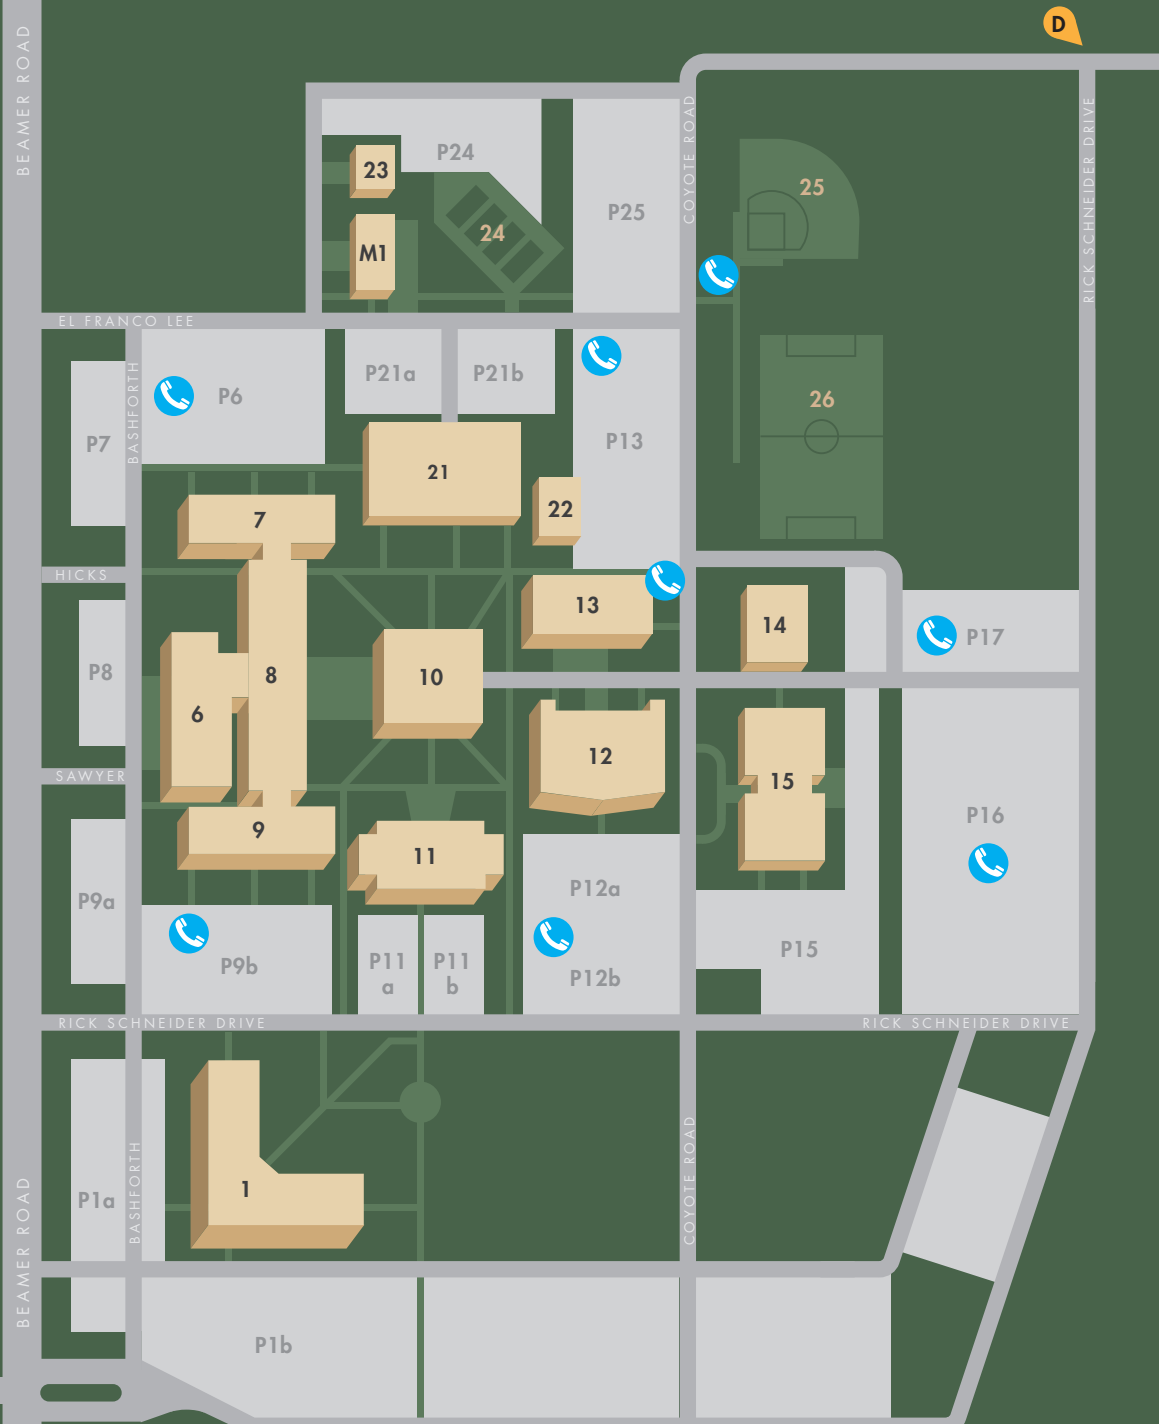 D
BEAMER ROAD
COYOTE ROAD
RICK SCHNEIDER DRIVE
P24
23
25
P25
24
M1
EL FRANCO LEE
BASHFORTH
P21a
P21b
P6
26
P7
P13
21
22
7
HICKS
13
14
P17
P8
8
10
6
12
SAWYER
15
P16
9
11
P12a
P9a
P15
P11
a
P11
b
P9b
P12b
RICK SCHNEIDER DRIVE
RICK SCHNEIDER DRIVE
BASHFORTH
COYOTE ROAD
1
P1a
BEAMER ROAD
P1b